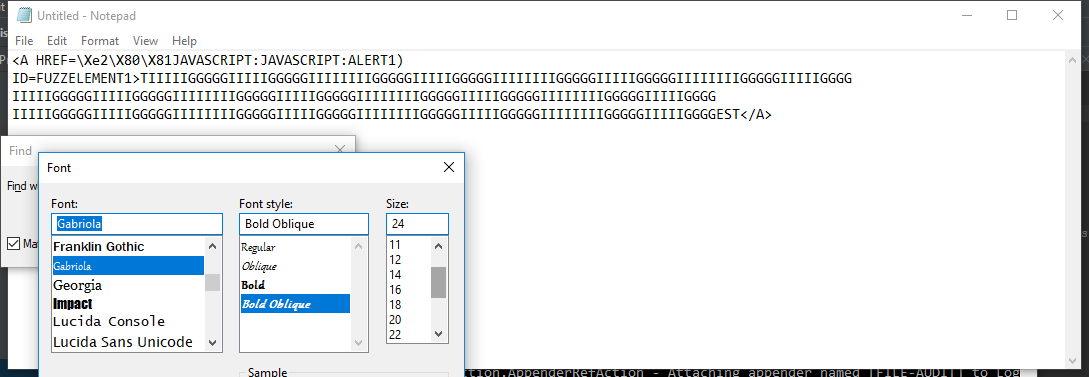 Untitled - Notepad
File Edit Format View Help
<A HREF=\Xe2\X80\X81JAVASCRIPT:JAVASCRIPT:ALERT1)
ID=FUZZELEMENT1>TIIIIIGGGGGIIIIIGGGGGIIIIIIIIGGGGGIIIIIGGGGGIIIIIIIIGGGGGIIIIIGGGGGIIIIIIIIGGGGGIIIIIGGGG
IIIIIGGGGGIIIIIGGGGGIIIIIIIIGGGGGIIIIIGGGGGIIIIIIIIGGGGGIIIIIGGGGGIIIIIIIIGGGGGIIIIIGGGG
IIIIIGGGGGIIIIIGGGGGIIIIIIIIGGGGGIIIIIGGGGGIIIIIIIIGGGGGIIIIIGGGGGIIIIIIIIGGGGGIIIIIGGGGEST</A>
Find
Find w
Ma
Font
Font: Font style: Size:
Gabriola Bold Oblique 24
Franklin Gothic Regular 11
Gabriola Oblique 12
Georgia Bold 14
Impact Bold Oblique 16
Lucida Console 18
Lucida Sans Unicode 20
22
Sample
ction.AppenderRefAction - Attaching appender named [FILE-AUDIT] to Log